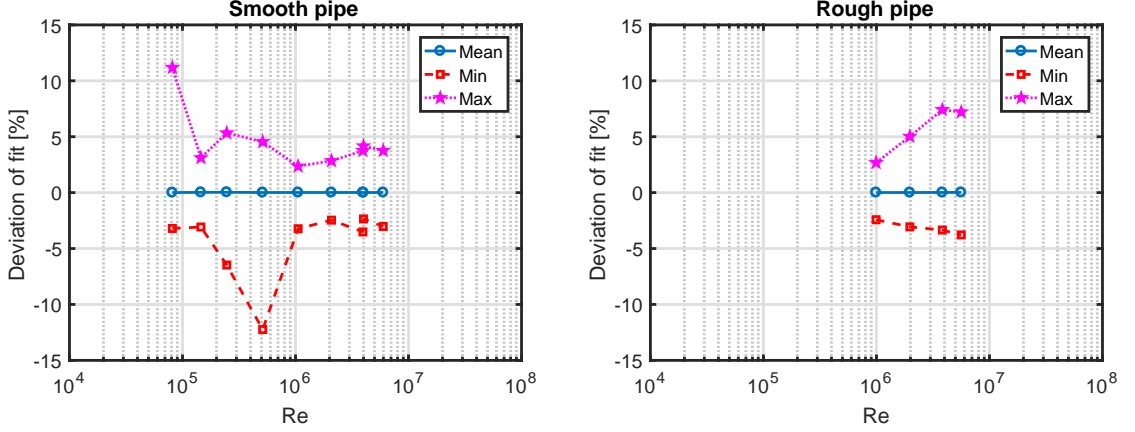 Smooth pipe
Deviation of fit [%]
15
10
5
0
-5
-10
-15
10^4
10^5
10^6
10^7
10^8
Re
Mean
Min
Max
Rough pipe
Deviation of fit [%]
15
10
5
0
-5
-10
-15
10^4
10^5
10^6
10^7
10^8
Re
Mean
Min
Max